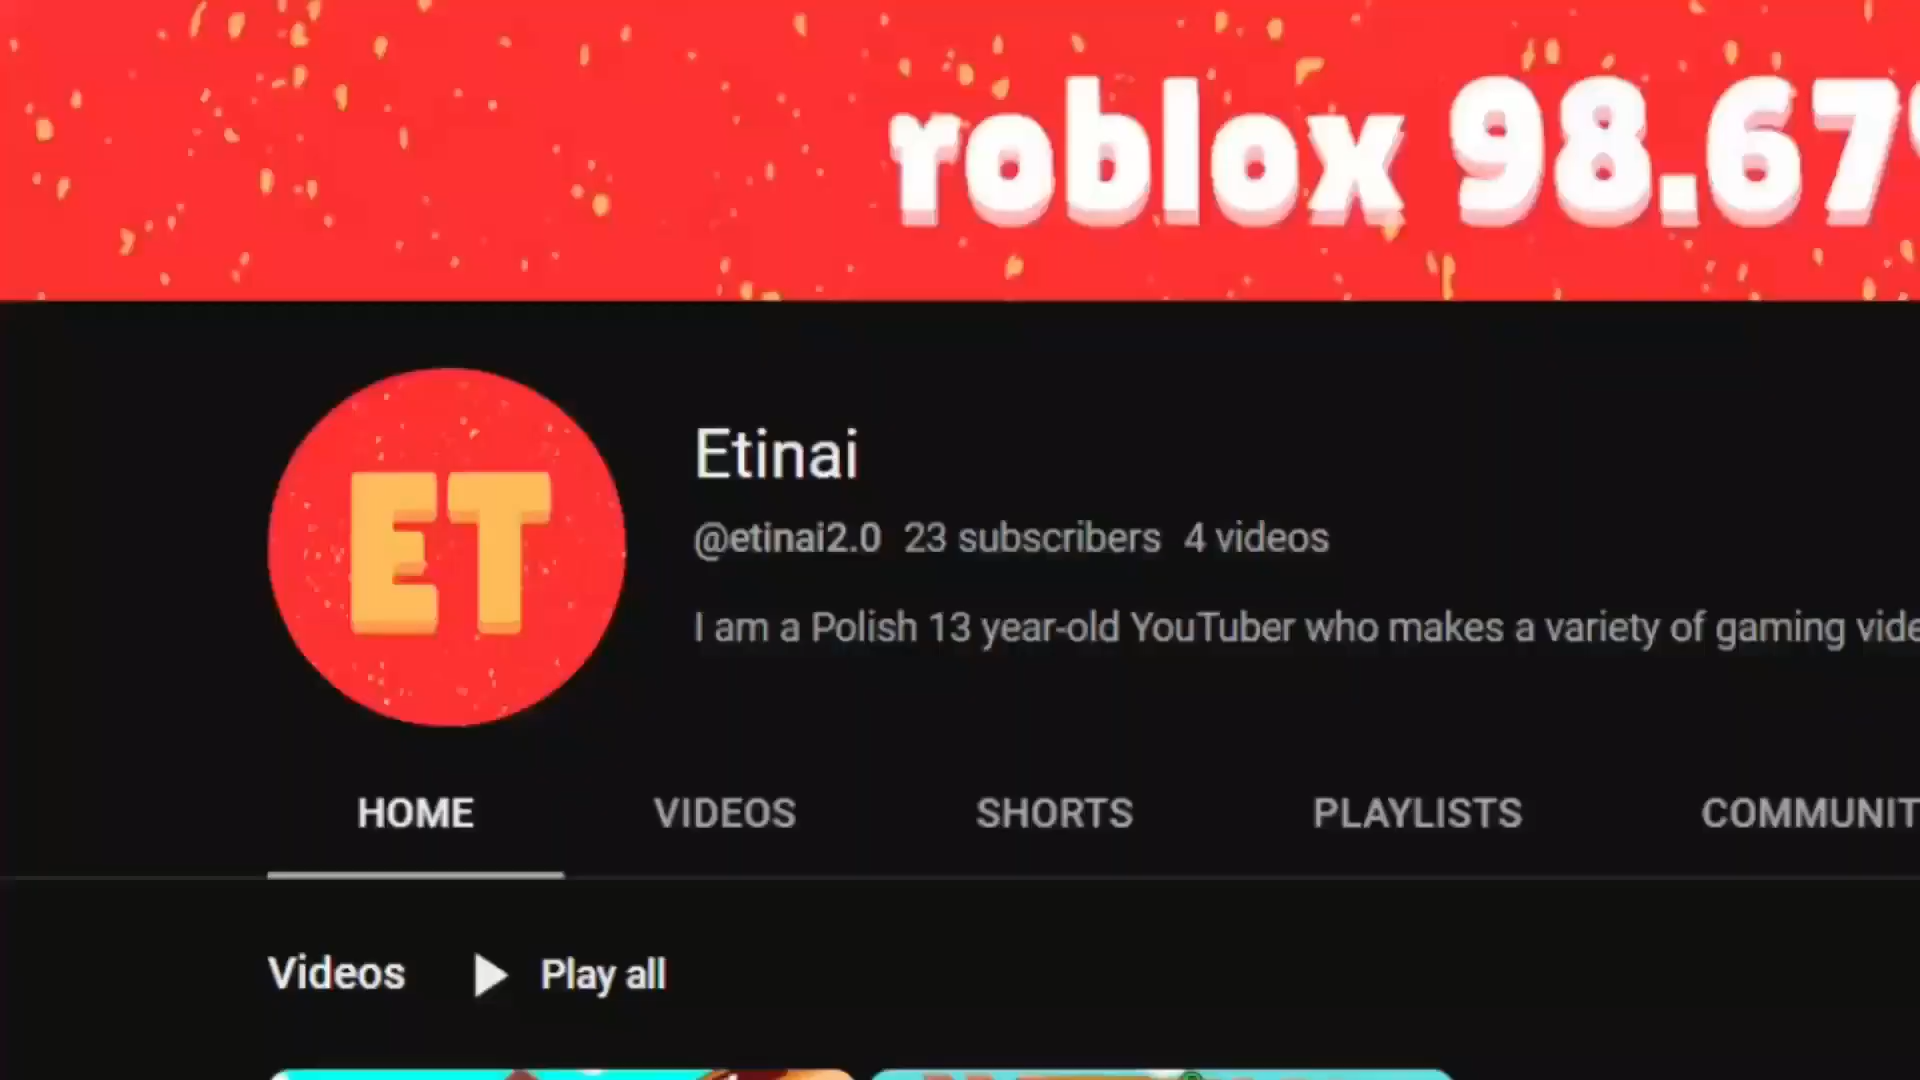 roblox 98.67
ET
Etinai
@etinai2.0 23 subscribers 4 videos
I am a Polish 13 year-old YouTuber who makes a variety of gaming vide
HOME VIDEOS SHORTS PLAYLISTS COMMUNIT
Videos Play all